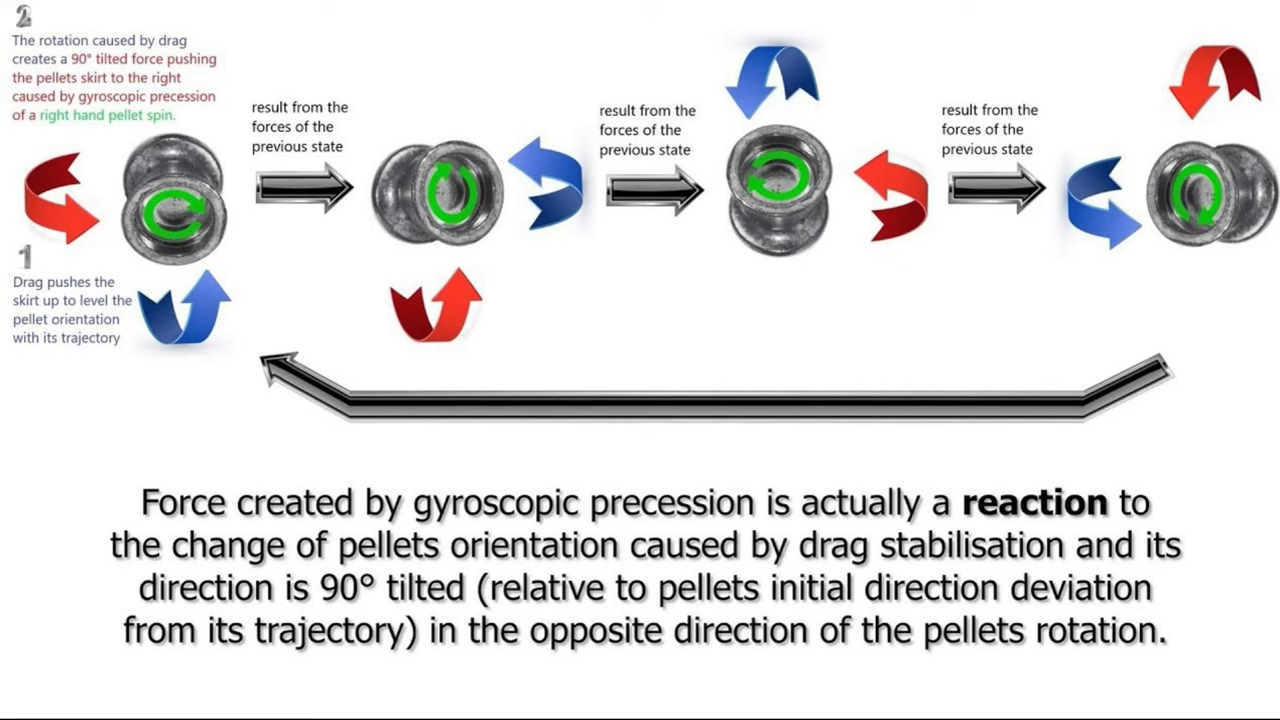 2
The rotation caused by drag
creates a 90° tilted force pushing
the pellets skirt to the right
caused by gyroscopic precession
of a right hand pellet spin.
1
Drag pushes the
skirt up to level the
pellet orientation
with its trajectory
result from the
forces of the
previous state
result from the
forces of the
previous state
result from the
forces of the
previous state
Force created by gyroscopic precession is actually a reaction to
the change of pellets orientation caused by drag stabilisation and its
direction is 90° tilted (relative to pellets initial direction deviation
from its trajectory) in the opposite direction of the pellets rotation.